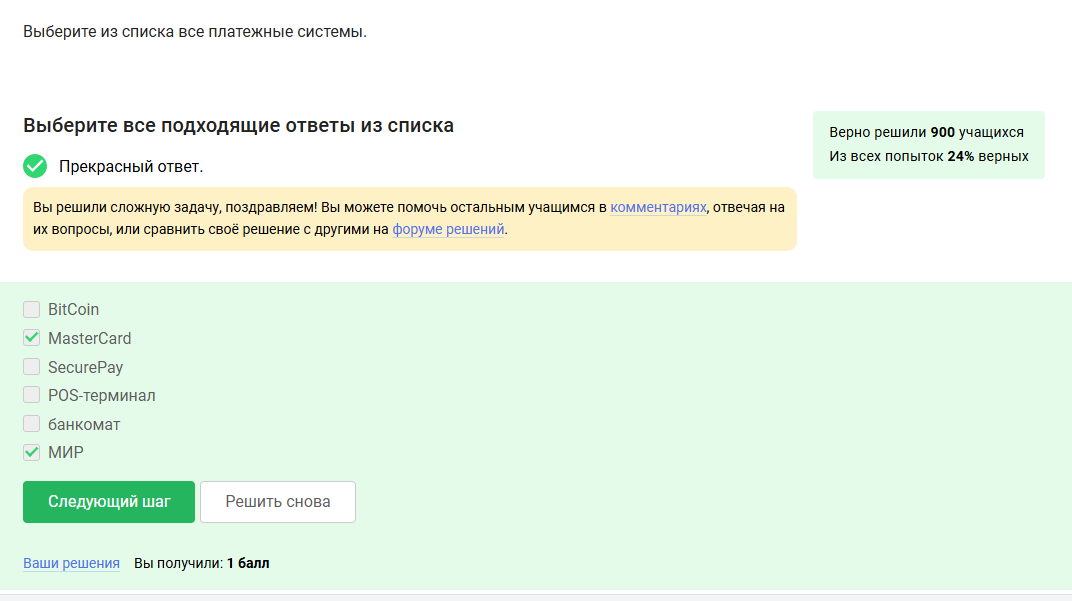 Выберите из списка все платежные системы.
Выберите все подходящие ответы из списка
Верно решили 900 учащихся
Из всех попыток 24% верных
Прекрасный ответ.
Вы решили сложную задачу, поздравляем! Вы можете помочь остальным учащимся в комментариях, отвечая на
их вопросы, или сравнить своё решение с другими на форуме решений.
BitCoin
MasterCard
SecurePay
POS-терминал
банкомат
МИР
Следующий шаг
Решить снова
Ваши решения Вы получили: 1 балл